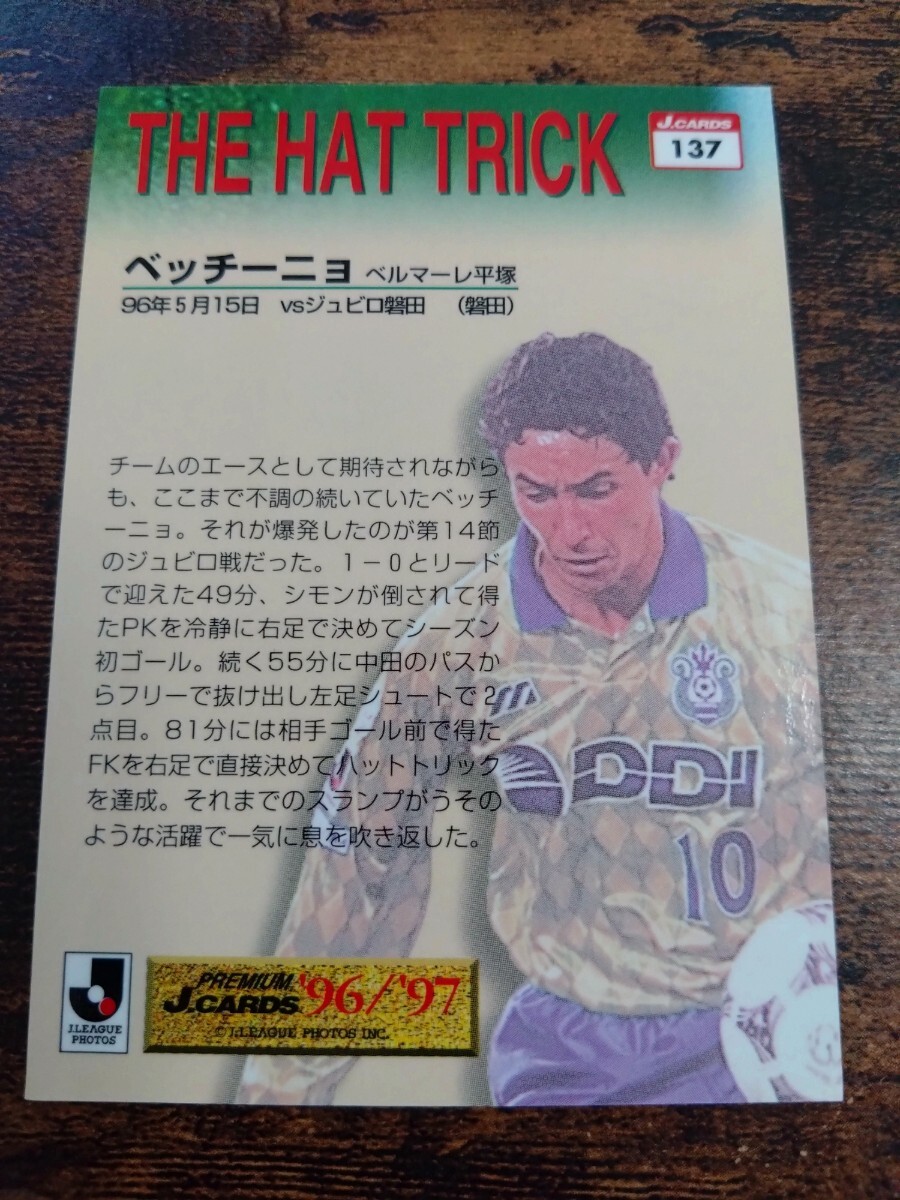 THE HAT TRICK
J.CARDS
137
ベッチーニョ ベルマーレ平塚
96年5月15日 vsジュビロ磐田 (磐田)
チームのエースとして期待されながら
も、ここまで不調の続いていたベッチ
ーニョ。それが爆発したのが第14節
のジュビロ戦だった。1-0とリード
で迎えた49分、シモンが倒されて得
たPKを冷静に右足で決めてシーズン
初ゴール。続く55分に中田のパスか
らフリーで抜け出し左足シュートで2
点目。81分には相手ゴール前で得た
FKを右足で直接決めてハットトリック
を達成。それまでのスランプがうその
ような活躍で一気に息を吹き返した。
DDI
10
J.LEAGUE
PHOTOS
PREMIUM
J.CARDS '96/'97
© J.LEAGUE PHOTOS INC.